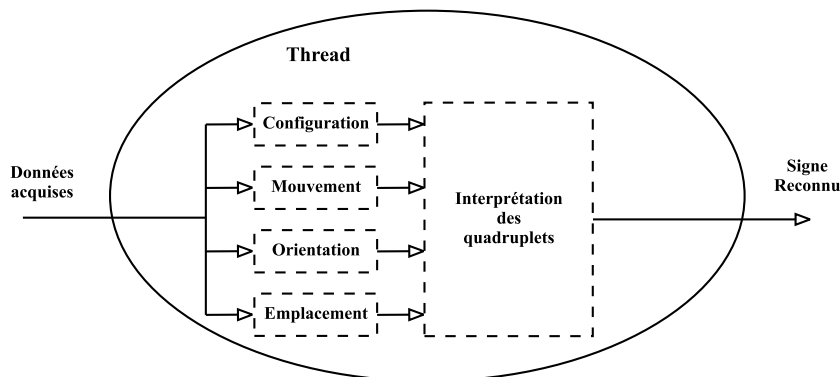 Thread
Données
acquises
Configuration
Mouvement
Orientation
Emplacement
Interprétation
des
quadruplets
Signe
Reconnu